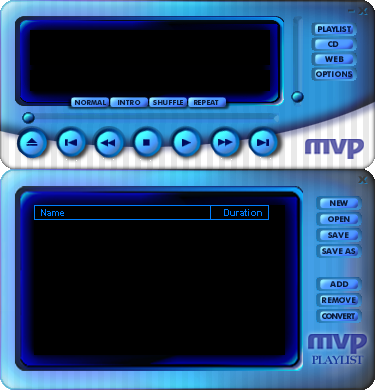 PLAYLIST
CD
WEB
OPTIONS
NORMAL INTRO SHUFFLE REPEAT
mvp
Name Duration
NEW
OPEN
SAVE
SAVE AS
ADD
REMOVE
CONVERT
mvp
PLAYLIST